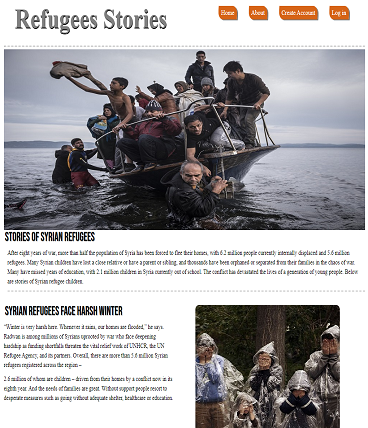 Refugees Stories
Home
About
Create Account
Log in
STORIES OF SYRIAN REFUGEES
After eight years of war, more than half the population of Syria has been forced to flee their homes, with 6.2 million people currently internally displaced and 5.6 million
refugees. Many Syrian children have lost a close relative or have a parent or sibling, and thousands have been orphaned or separated from their families in the chaos of war.
Many have missed years of education, with 2.1 million children in Syria currently out of school. The conflict has devastated the lives of a generation of young people. Below
are stories of Syrian refugee children.
SYRIAN REFUGEES FACE HARSH WINTER
"Winter is very harsh here. Whenever it rains, our homes are flooded," he says.
Radwan is among millions of Syrians uprooted by war who face deepening
hardship as funding shortfalls threaten the vital relief work of UNHCR, the UN
Refugee Agency, and its partners. Overall, there are more than 5.6 million Syrian
refugees registered across the region –
2.6 million of whom are children – driven from their homes by a conflict now in its
eighth year. And the needs of families are great. Without support people resort to
desperate measures such as going without adequate shelter, healthcare or education.